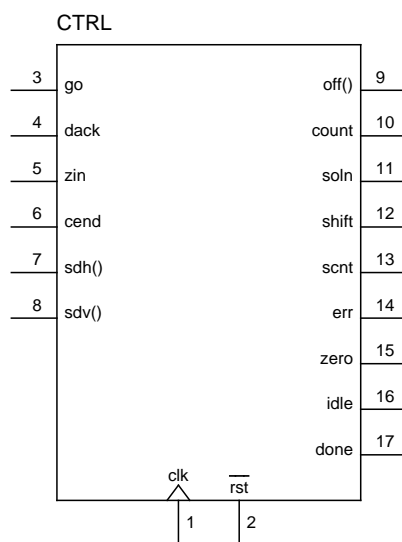 CTRL
3 go off() 9
4 dack count 10
5 zin soln 11
6 cend shift 12
7 sdh() scnt 13
8 sdv() err 14
zero 15
idle 16
done 17
clk rst
1 2